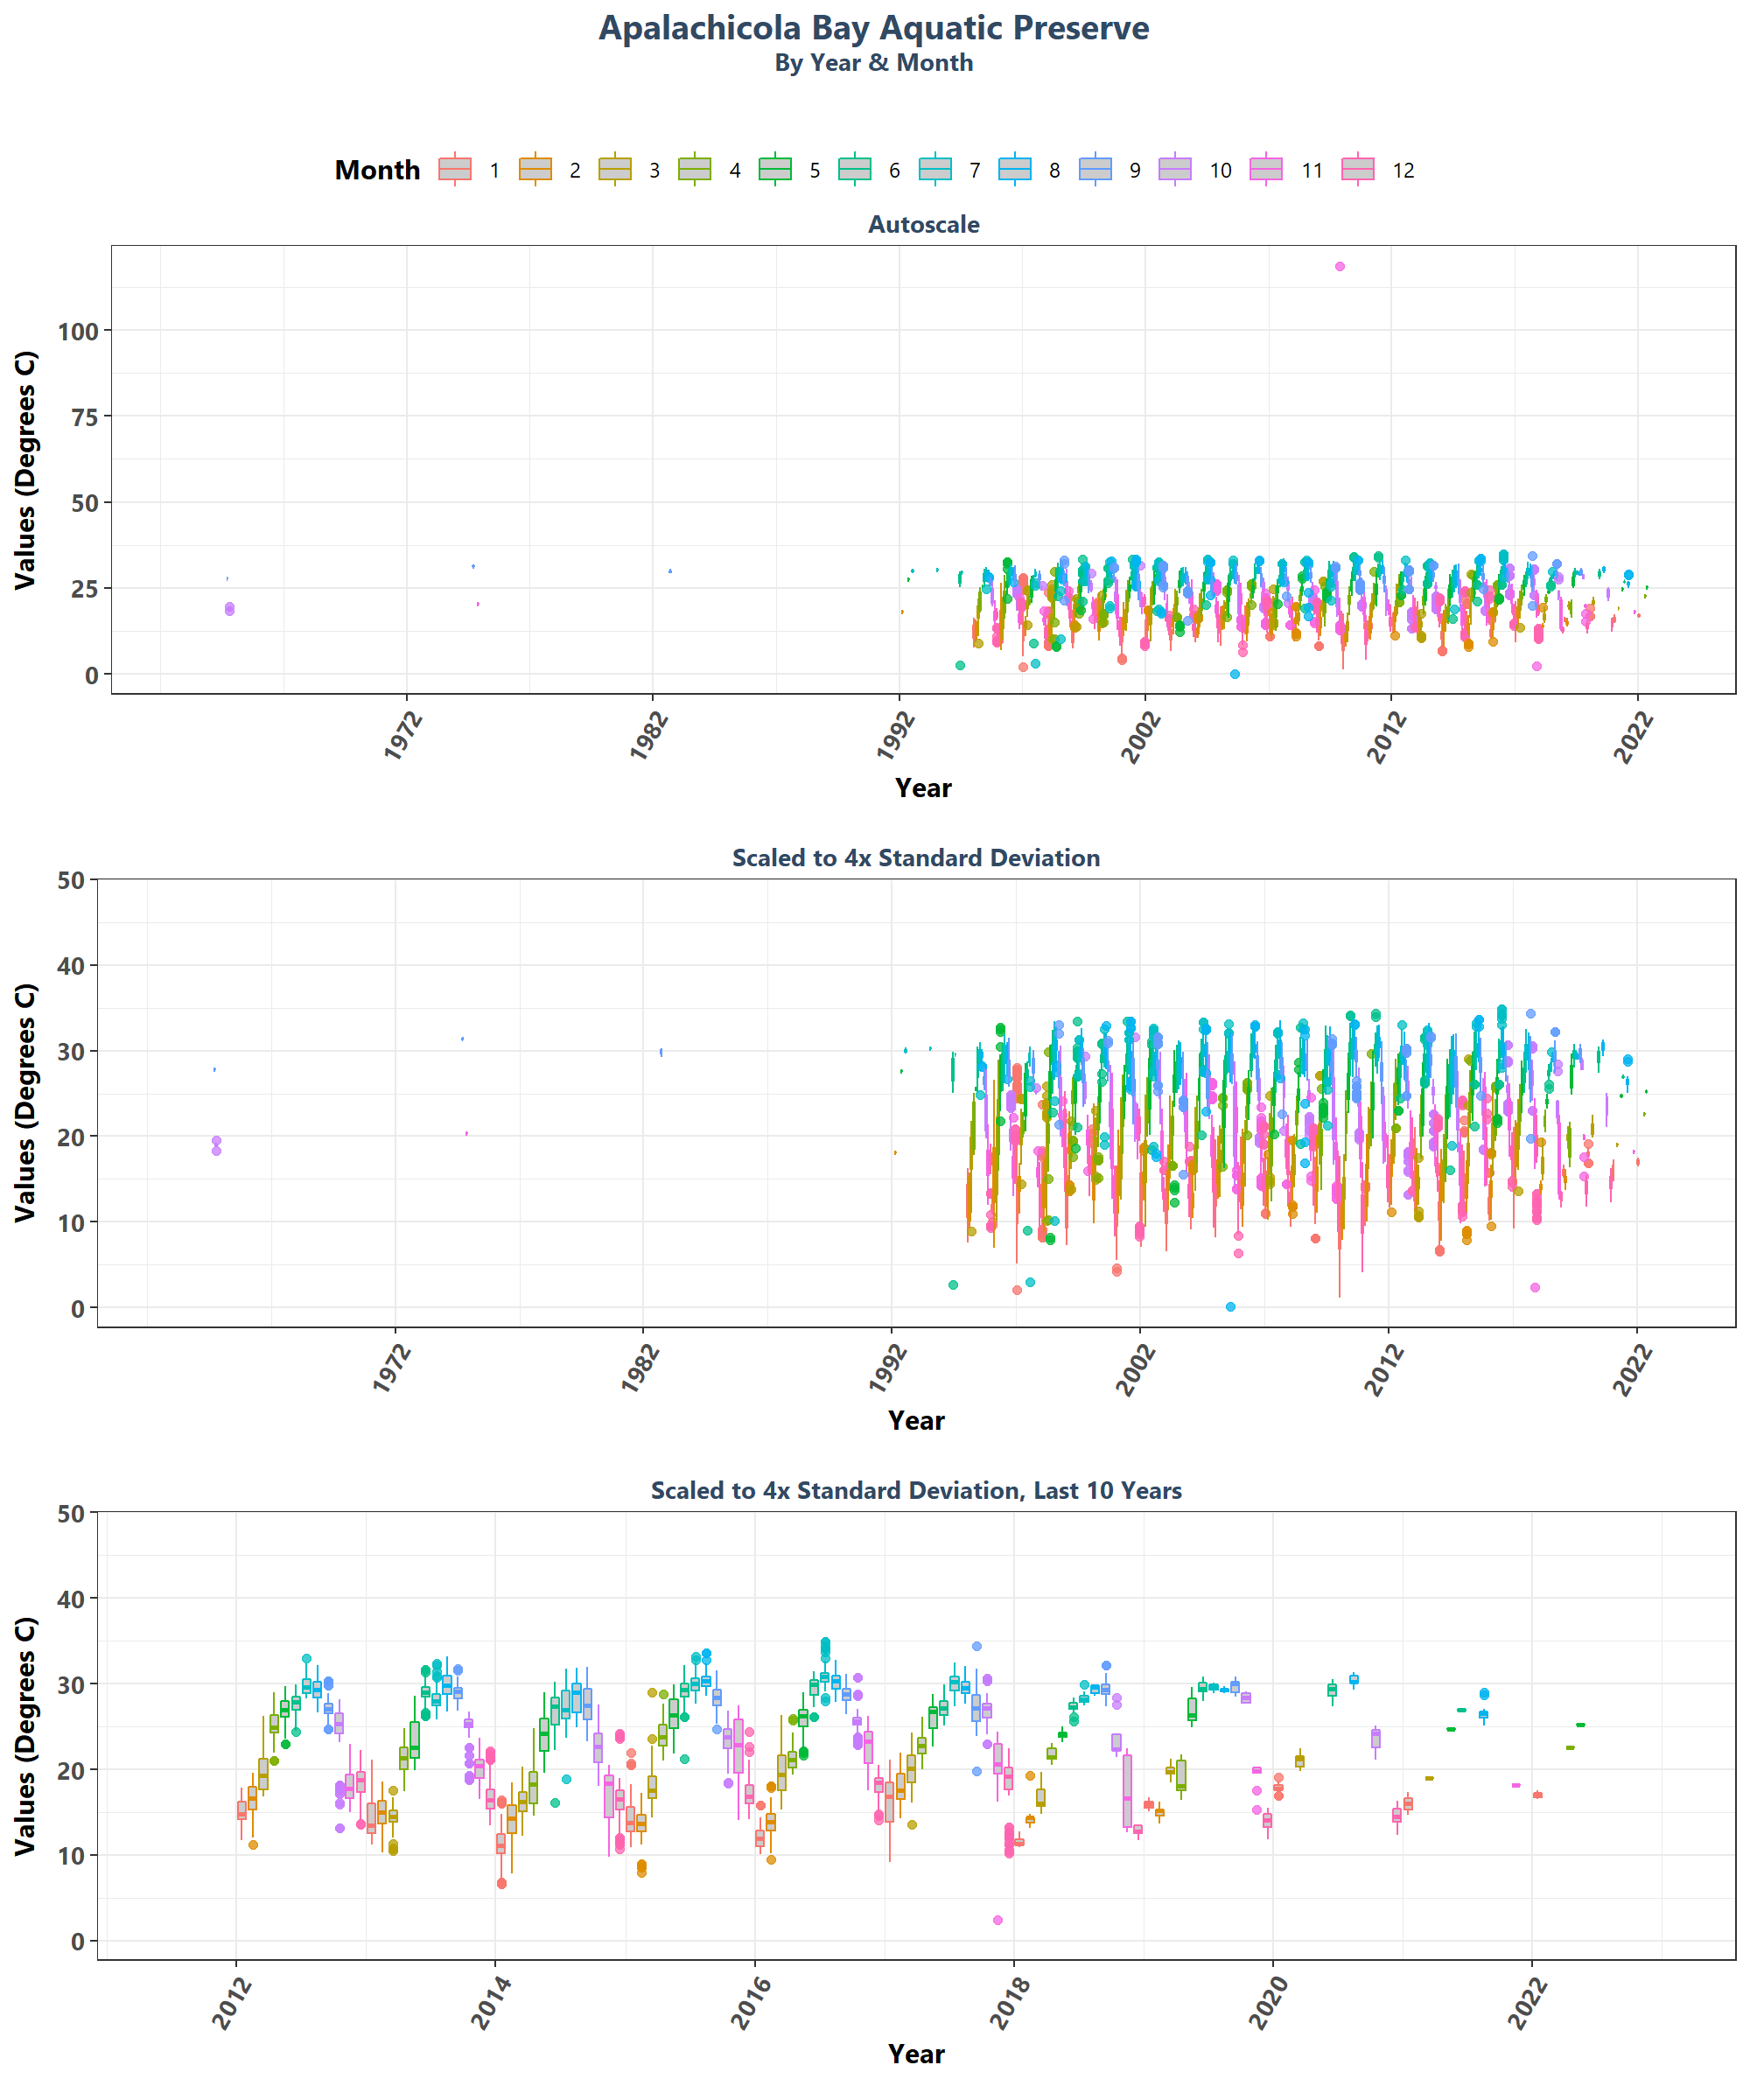 Apalachicola Bay Aquatic Preserve
By Year & Month
Month 1 2 3 4 5 6 7 8 9 10 11 12
Autoscale
Values (Degrees C)
100
75
50
25
0
1972 1982 1992 2002 2012 2022
Year
Scaled to 4x Standard Deviation
Values (Degrees C)
50
40
30
20
10
0
1972 1982 1992 2002 2012 2022
Year
Scaled to 4x Standard Deviation, Last 10 Years
Values (Degrees C)
50
40
30
20
10
0
2012 2014 2016 2018 2020 2022
Year